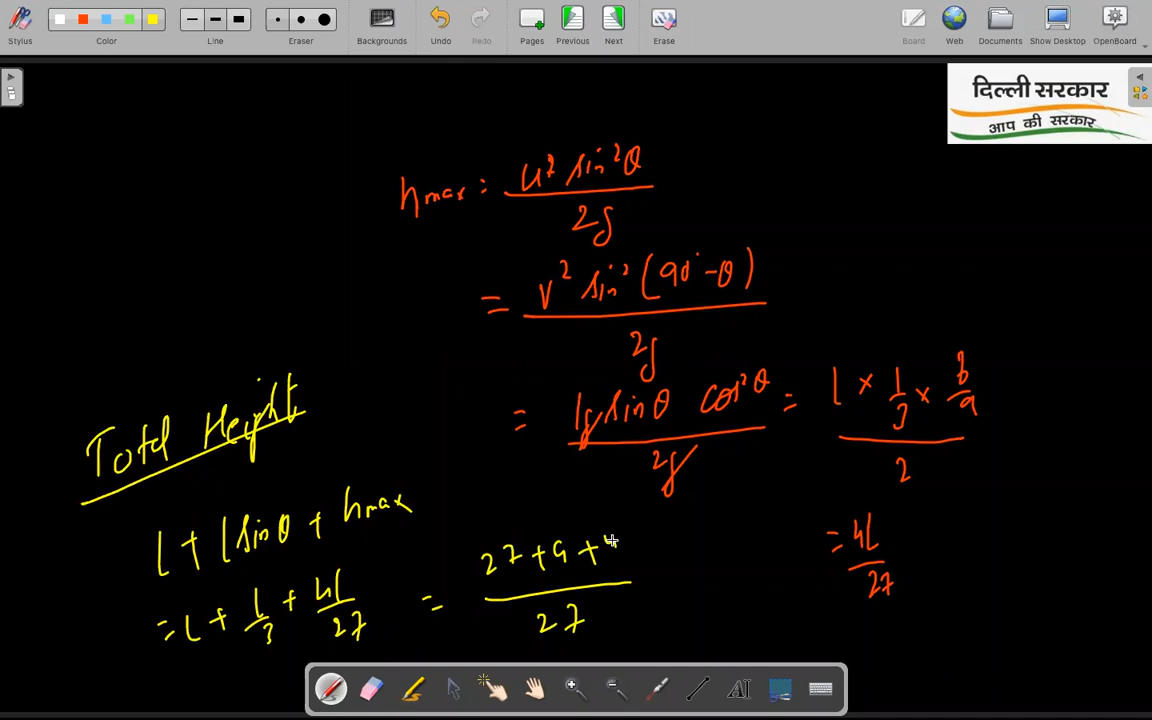 Stylus Color Line Eraser Backgrounds Undo Redo Pages Previous Next Erase Board Web Documents Show Desktop OpenBoard
दिल्ली सरकार
आप की सरकार
hmax = u² sin²θ / 2g
= v² sin² (90° - θ) / 2g
= lg sinθ cos²θ / 2g = l × 1/3 × 8/9 / 2
= 4l / 27
Total Height
l + l sinθ + hmax
= l + l/3 + 4l/27 = 27 + 9 + 4 / 27